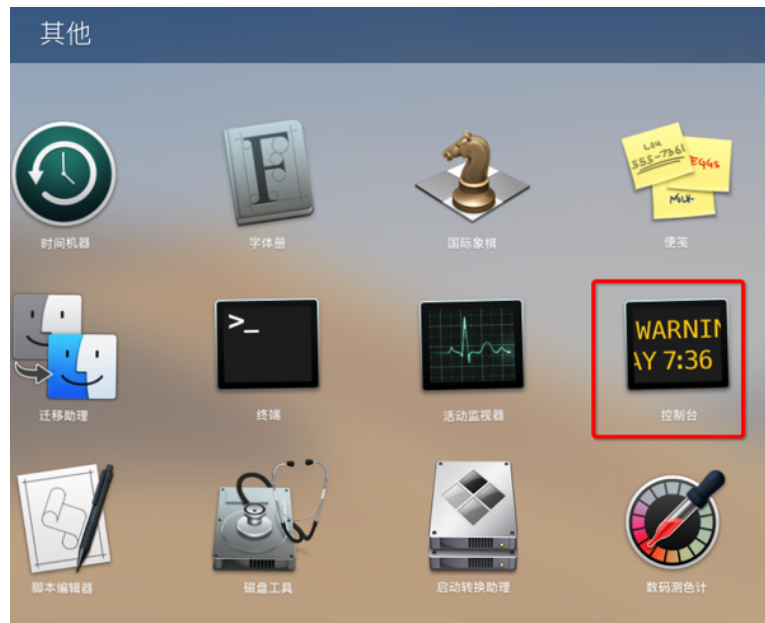 其他
时间机器
字体册
国际象棋
Lou
555-7361
EGGS
MILK
便笺
迁移助理
>_
终端
活动监视器
WARNIN
AY 7:36
控制台
脚本编辑器
F
磁盘工具
启动转换助理
数码测色计